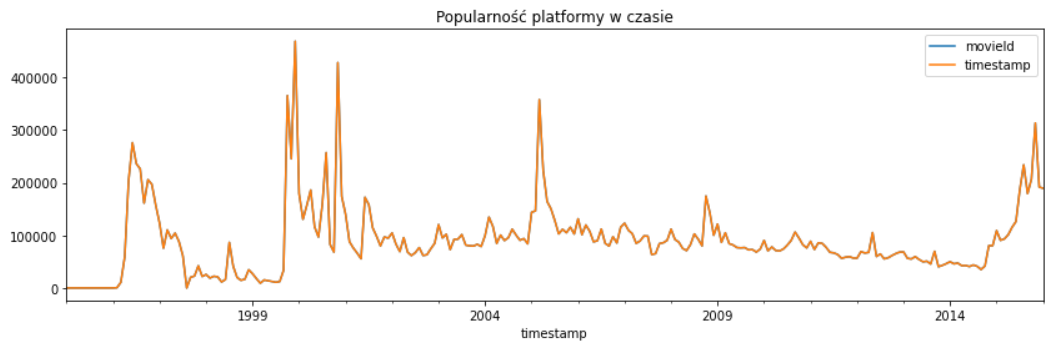 Popularność platformy w czasie
movieId
timestamp
400000
300000
200000
100000
0
1999
2004
2009
2014
timestamp